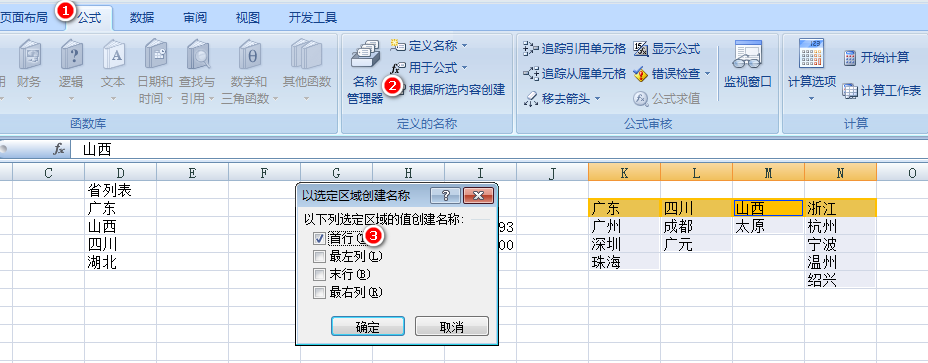 页面布局 1 公式 数据 审阅 视图 开发工具
用 财务 逻辑 文本 日期和时间 查找与引用 数学和三角函数 其他函数
函数库
名称管理器 2
定义名称
用于公式
根据所选内容创建
定义的名称
追踪引用单元格 显示公式
追踪从属单元格 错误检查
移去箭头 公式求值
监视窗口
公式审核
计算选项
开始计算
计算工作表
计算
fx 山西
C D E F G H I J K L M N O
省列表
广东 广东 四川 山西 浙江
山西 93 广州 成都 太原 杭州
四川 00 深圳 广元 宁波
湖北 珠海 温州
绍兴
以选定区域创建名称
以下列选定区域的值创建名称:
首行(T) 3
最左列(L)
末行(B)
最右列(R)
确定 取消